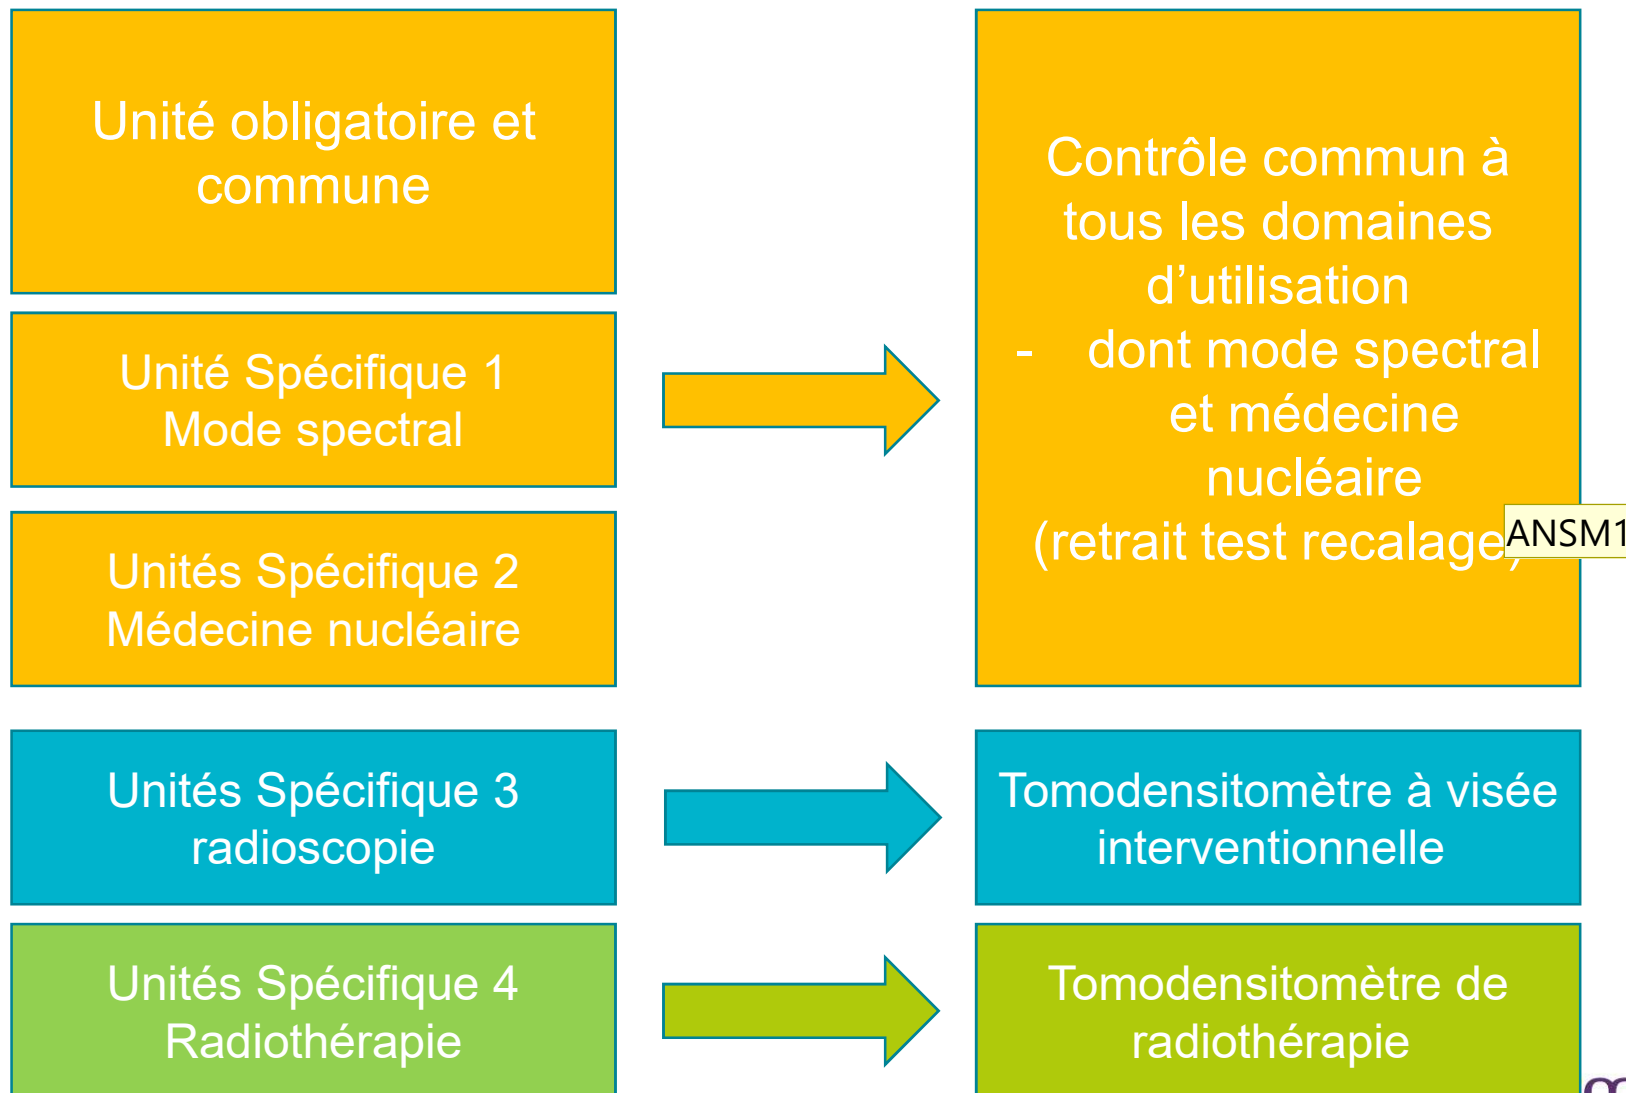 Unité obligatoire et
commune
Unité Spécifique 1
Mode spectral
Unités Spécifique 2
Médecine nucléaire
Unités Spécifique 3
radioscopie
Unités Spécifique 4
Radiothérapie
Contrôle commun à
tous les domaines
d’utilisation
- dont mode spectral
et médecine
nucléaire
(retrait test recalage)
ANSM1
Tomodensitomètre à visée
interventionnelle
Tomodensitomètre de
radiothérapie